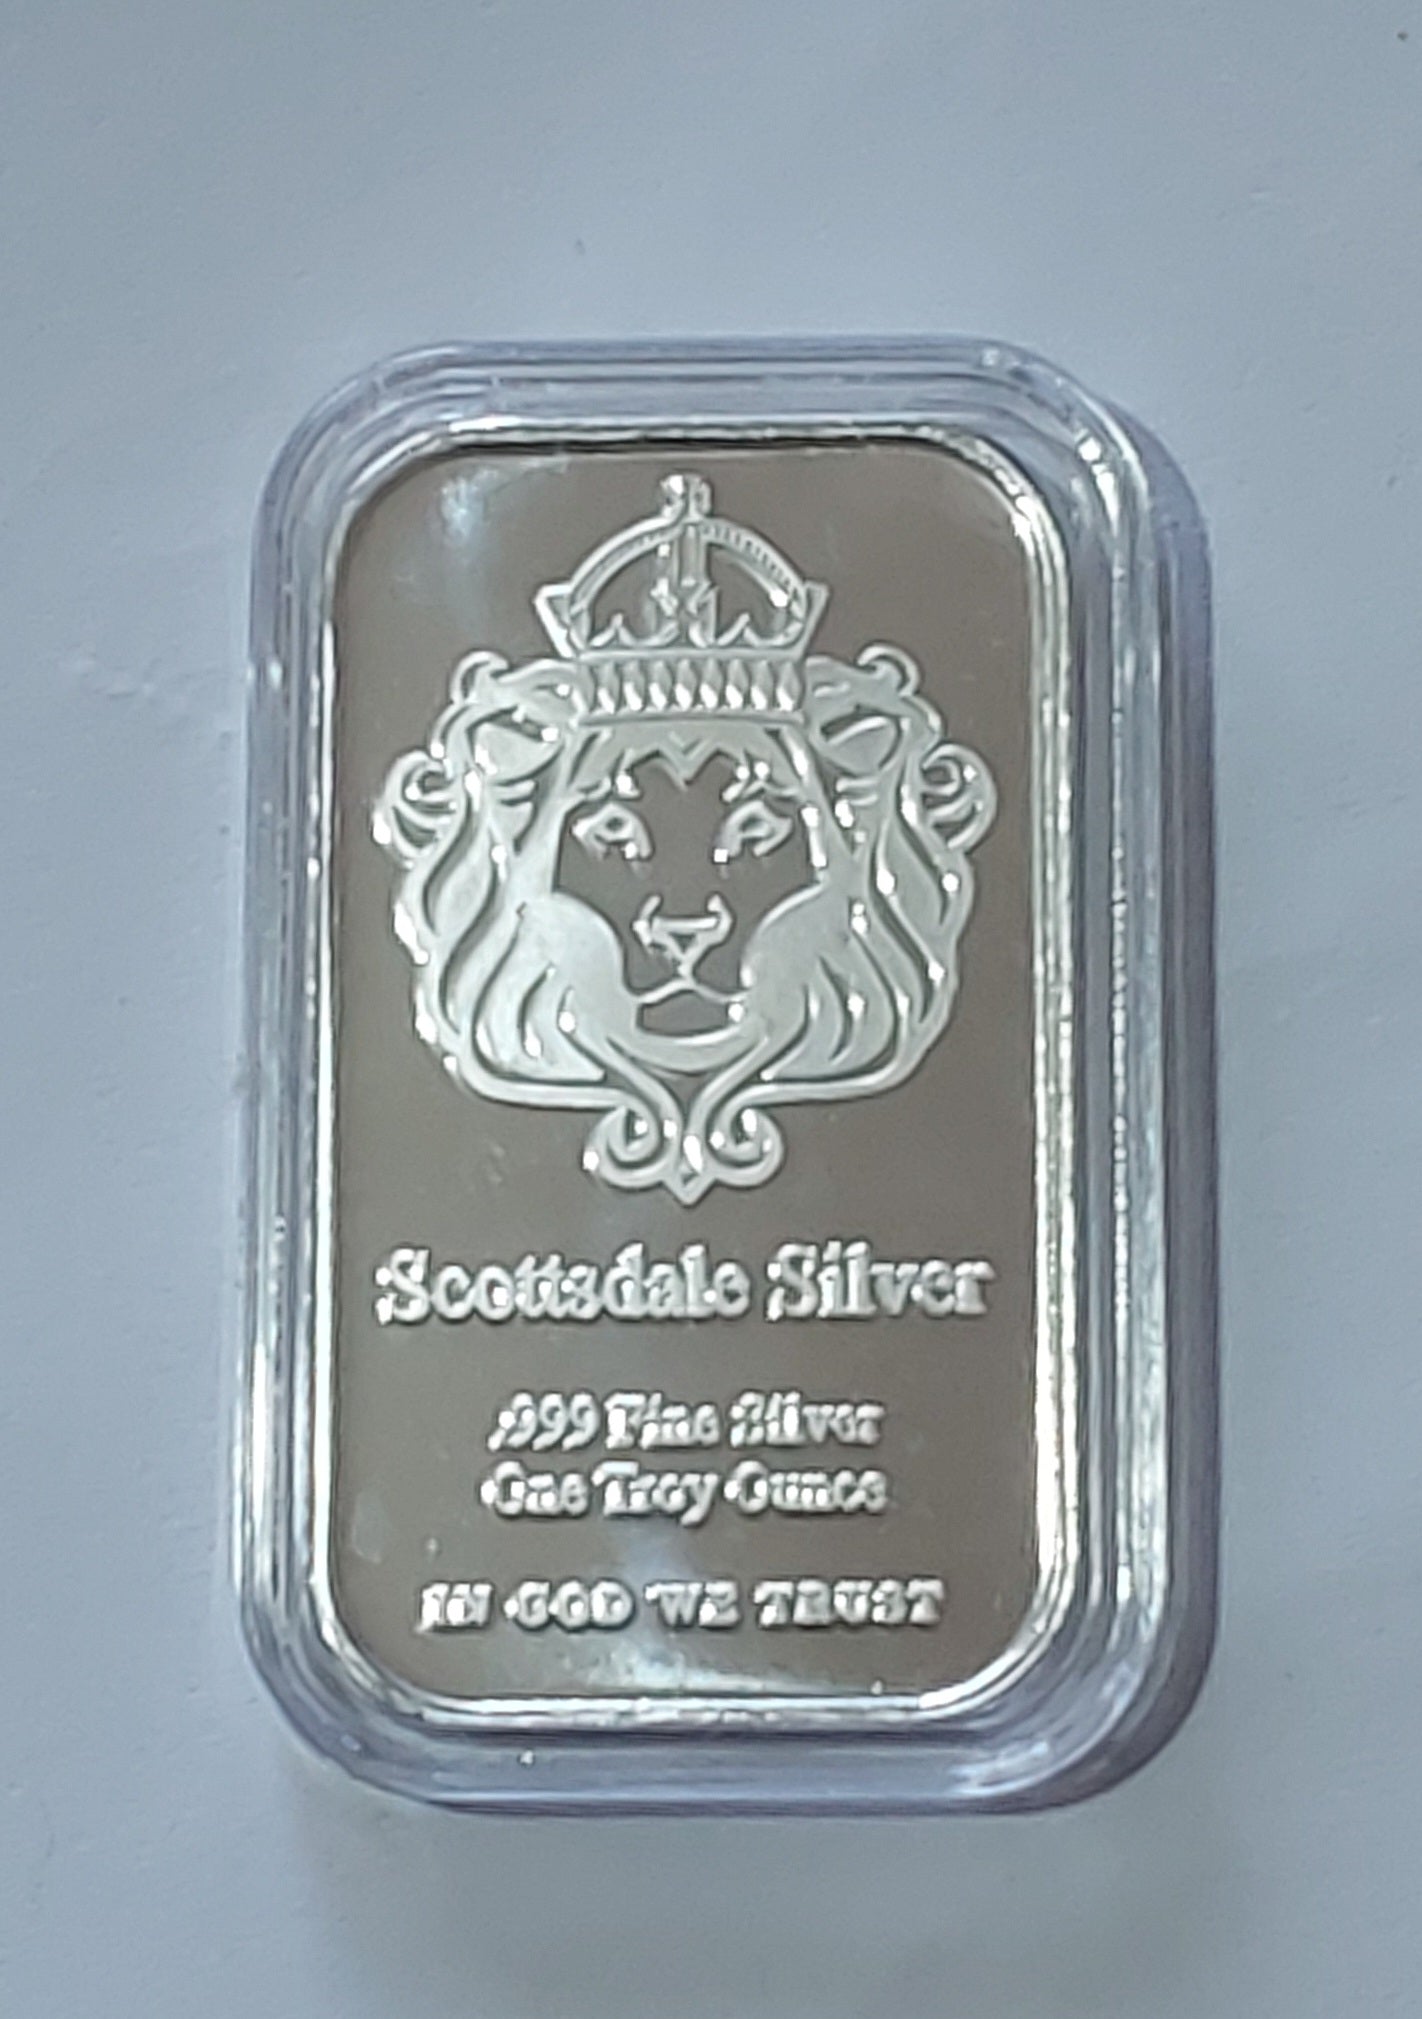 Scottsdale Silver
.999 Fine Silver
One Troy Ounce
IN GOD WE TRUST